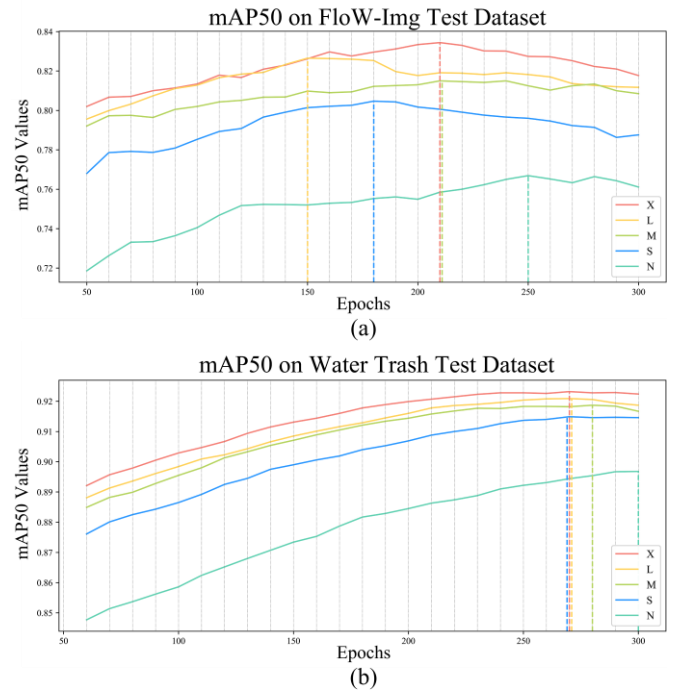 mAP50 on FloW-Img Test Dataset
mAP50 Values
0.84
0.82
0.80
0.78
0.76
0.74
0.72
X
L
M
S
N
50
100
150
200
250
300
Epochs
(a)
mAP50 on Water Trash Test Dataset
mAP50 Values
0.92
0.91
0.90
0.89
0.88
0.87
0.86
0.85
X
L
M
S
N
50
100
150
200
250
300
Epochs
(b)